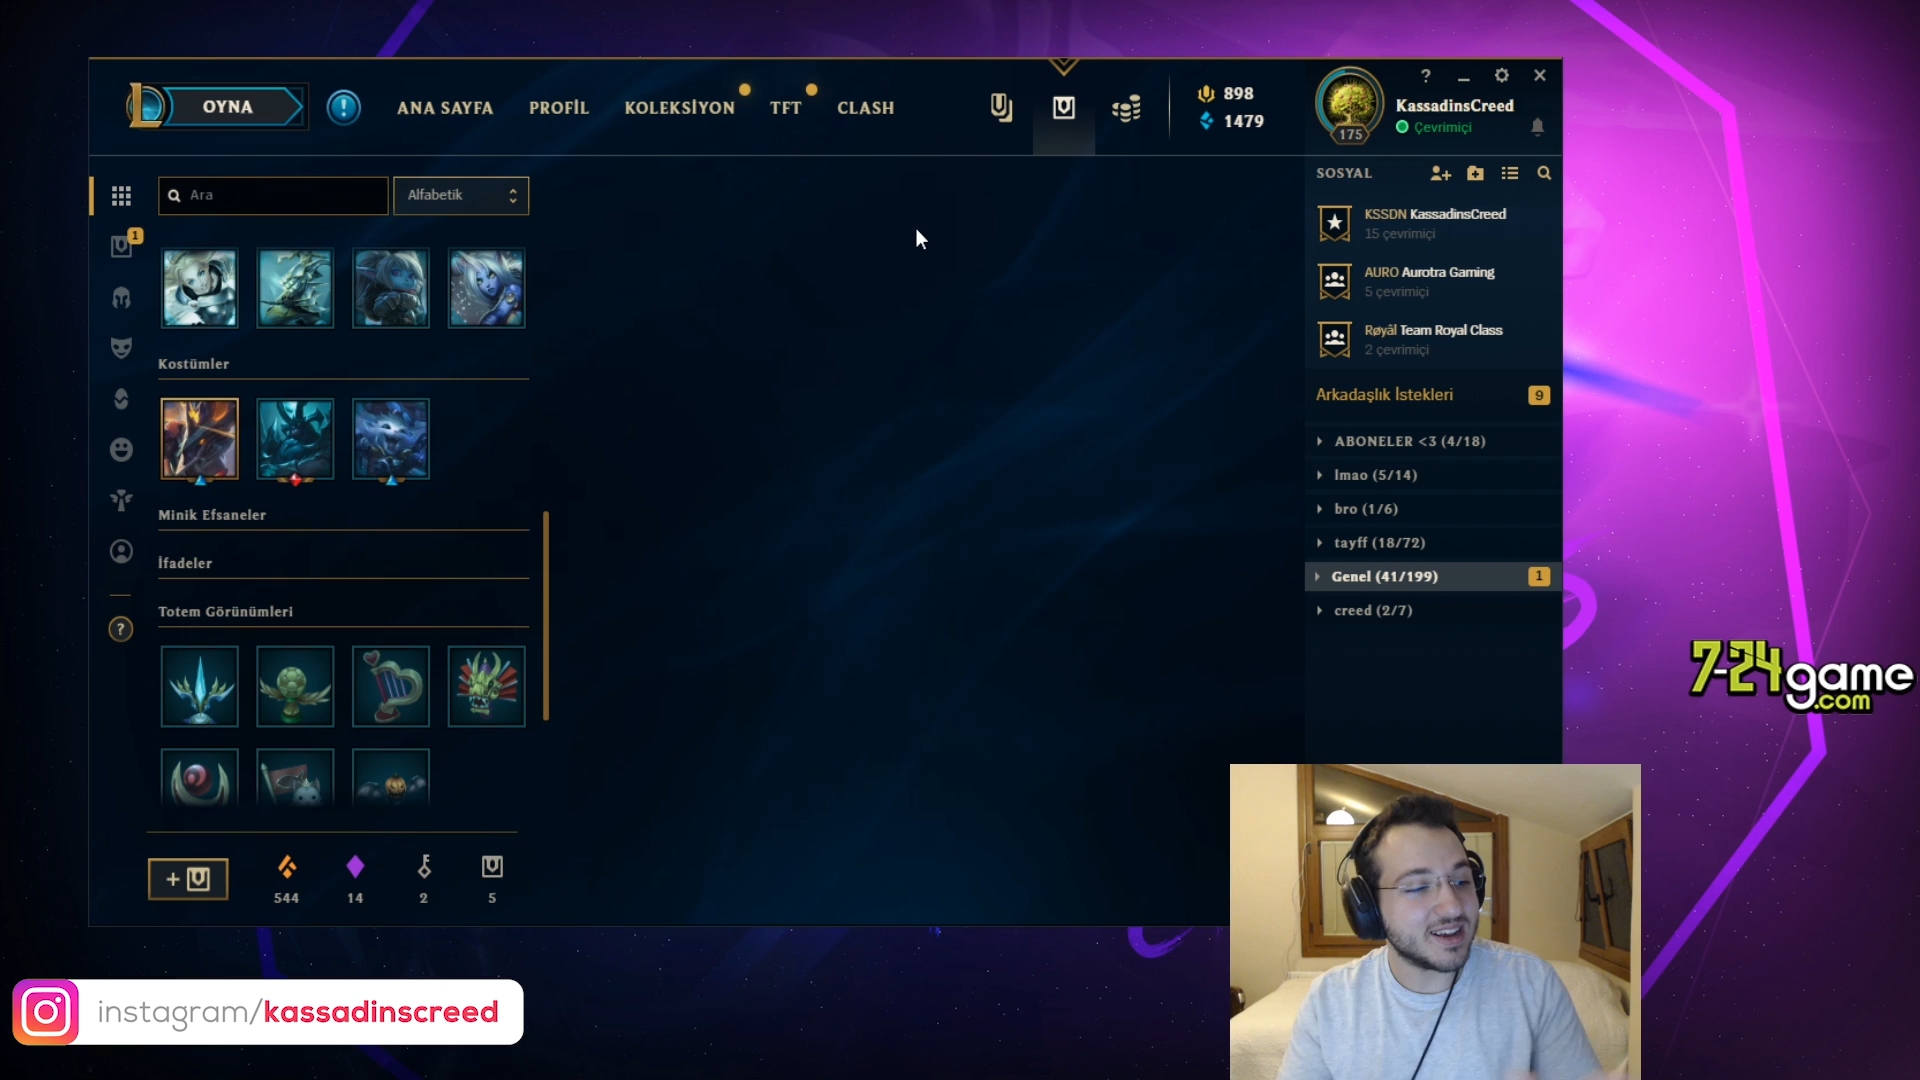 OYNA
ANA SAYFA
PROFİL
KOLEKSİYON
TFT
CLASH
898
1479
175
KassadinsCreed
Çevrimiçi
Ara
Alfabetik
1
Kostümler
Minik Efsaneler
İfadeler
Totem Görünümleri
544
14
2
5
SOSYAL
KSSDN KassadinsCreed
15 çevrimiçi
AURO Aurotra Gaming
5 çevrimiçi
Røyâl Team Royal Class
2 çevrimiçi
Arkadaşlık İstekleri 9
ABONELER <3 (4/18)
lmao (5/14)
bro (1/6)
tayff (18/72)
Genel (41/199) 1
creed (2/7)
7-24game
.com
instagram/kassadinscreed